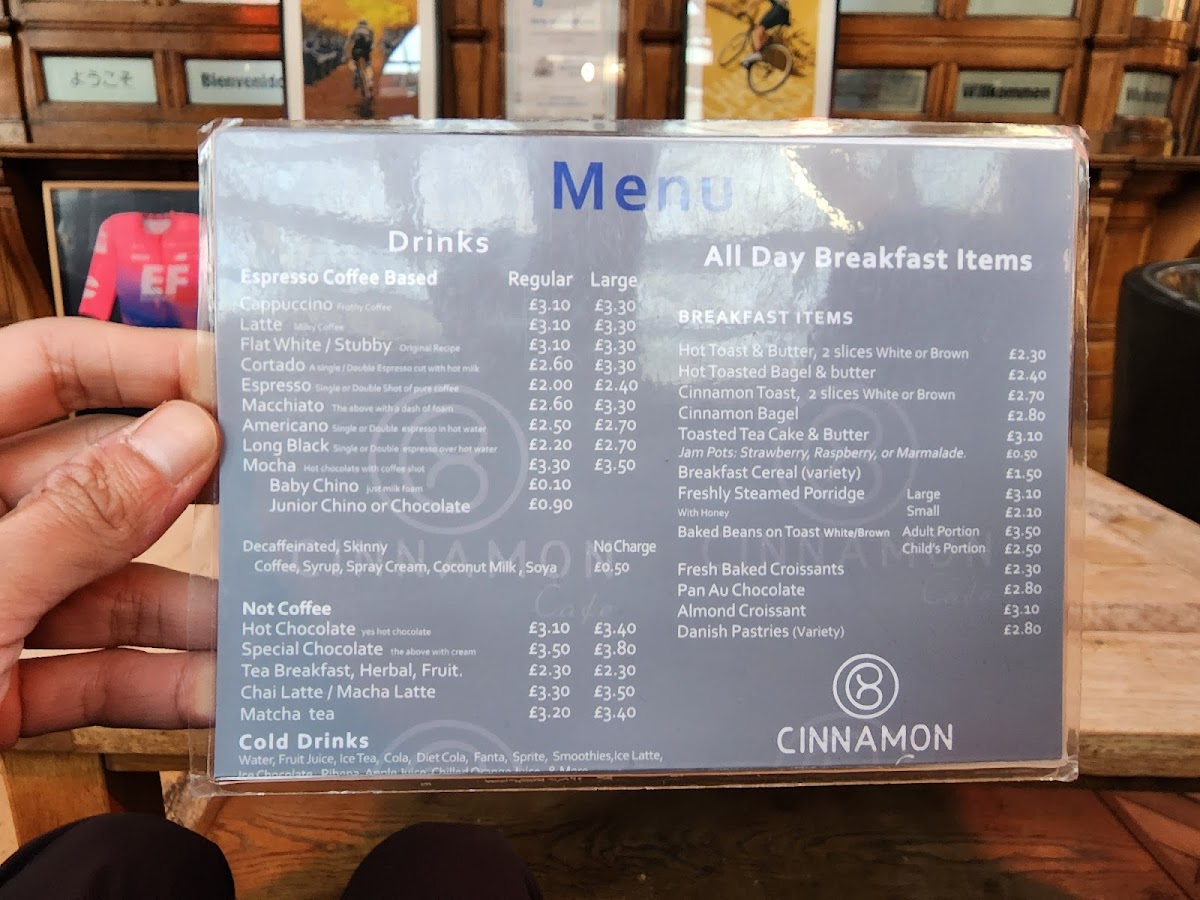 ようこそ
Bienvenido
Willkommen
EF
Menu
Drinks
Espresso Coffee Based Regular Large
Cappuccino Frothy Coffee £3.10 £3.30
Latte Milky Coffee £3.10 £3.30
Flat White / Stubby Original Recipe £3.10 £3.30
Cortado A single / Double Espresso cut with hot milk £2.60 £3.30
Espresso Single or Double Shot of pure coffee £2.00 £2.40
Macchiato The above with a dash of foam £2.60 £3.30
Americano Single or Double espresso in hot water £2.50 £2.70
Long Black Single or Double espresso over hot water £2.20 £2.70
Mocha Hot chocolate with coffee shot £3.30 £3.50
Baby Chino just milk foam £0.10
Junior Chino or Chocolate £0.90
Decaffeinated, Skinny No Charge
Coffee, Syrup, Spray Cream, Coconut Milk , Soya £0.50
Not Coffee
Hot Chocolate yes hot chocolate £3.10 £3.40
Special Chocolate the above with cream £3.50 £3.80
Tea Breakfast, Herbal, Fruit. £2.30 £2.30
Chai Latte / Macha Latte £3.30 £3.50
Matcha tea £3.20 £3.40
Cold Drinks
Water, Fruit Juice, Ice Tea, Cola, Diet Cola, Fanta, Sprite, Smoothies,Ice Latte,
Ice Chocolate, Ribena, Apple Juice, Chilled Orange Juice, & More
All Day Breakfast Items
BREAKFAST ITEMS
Hot Toast & Butter, 2 slices White or Brown £2.30
Hot Toasted Bagel & butter £2.40
Cinnamon Toast, 2 slices White or Brown £2.70
Cinnamon Bagel £2.80
Toasted Tea Cake & Butter £3.10
Jam Pots: Strawberry, Raspberry, or Marmalade. £0.50
Breakfast Cereal (variety) £1.50
Freshly Steamed Porridge Large £3.10
With Honey Small £2.10
Baked Beans on Toast White/Brown Adult Portion £3.50
Child's Portion £2.50
Fresh Baked Croissants £2.30
Pan Au Chocolate £2.80
Almond Croissant £3.10
Danish Pastries (Variety) £2.80
CINNAMON
CINNAMON
Cafe
CINNAMON
Cafe